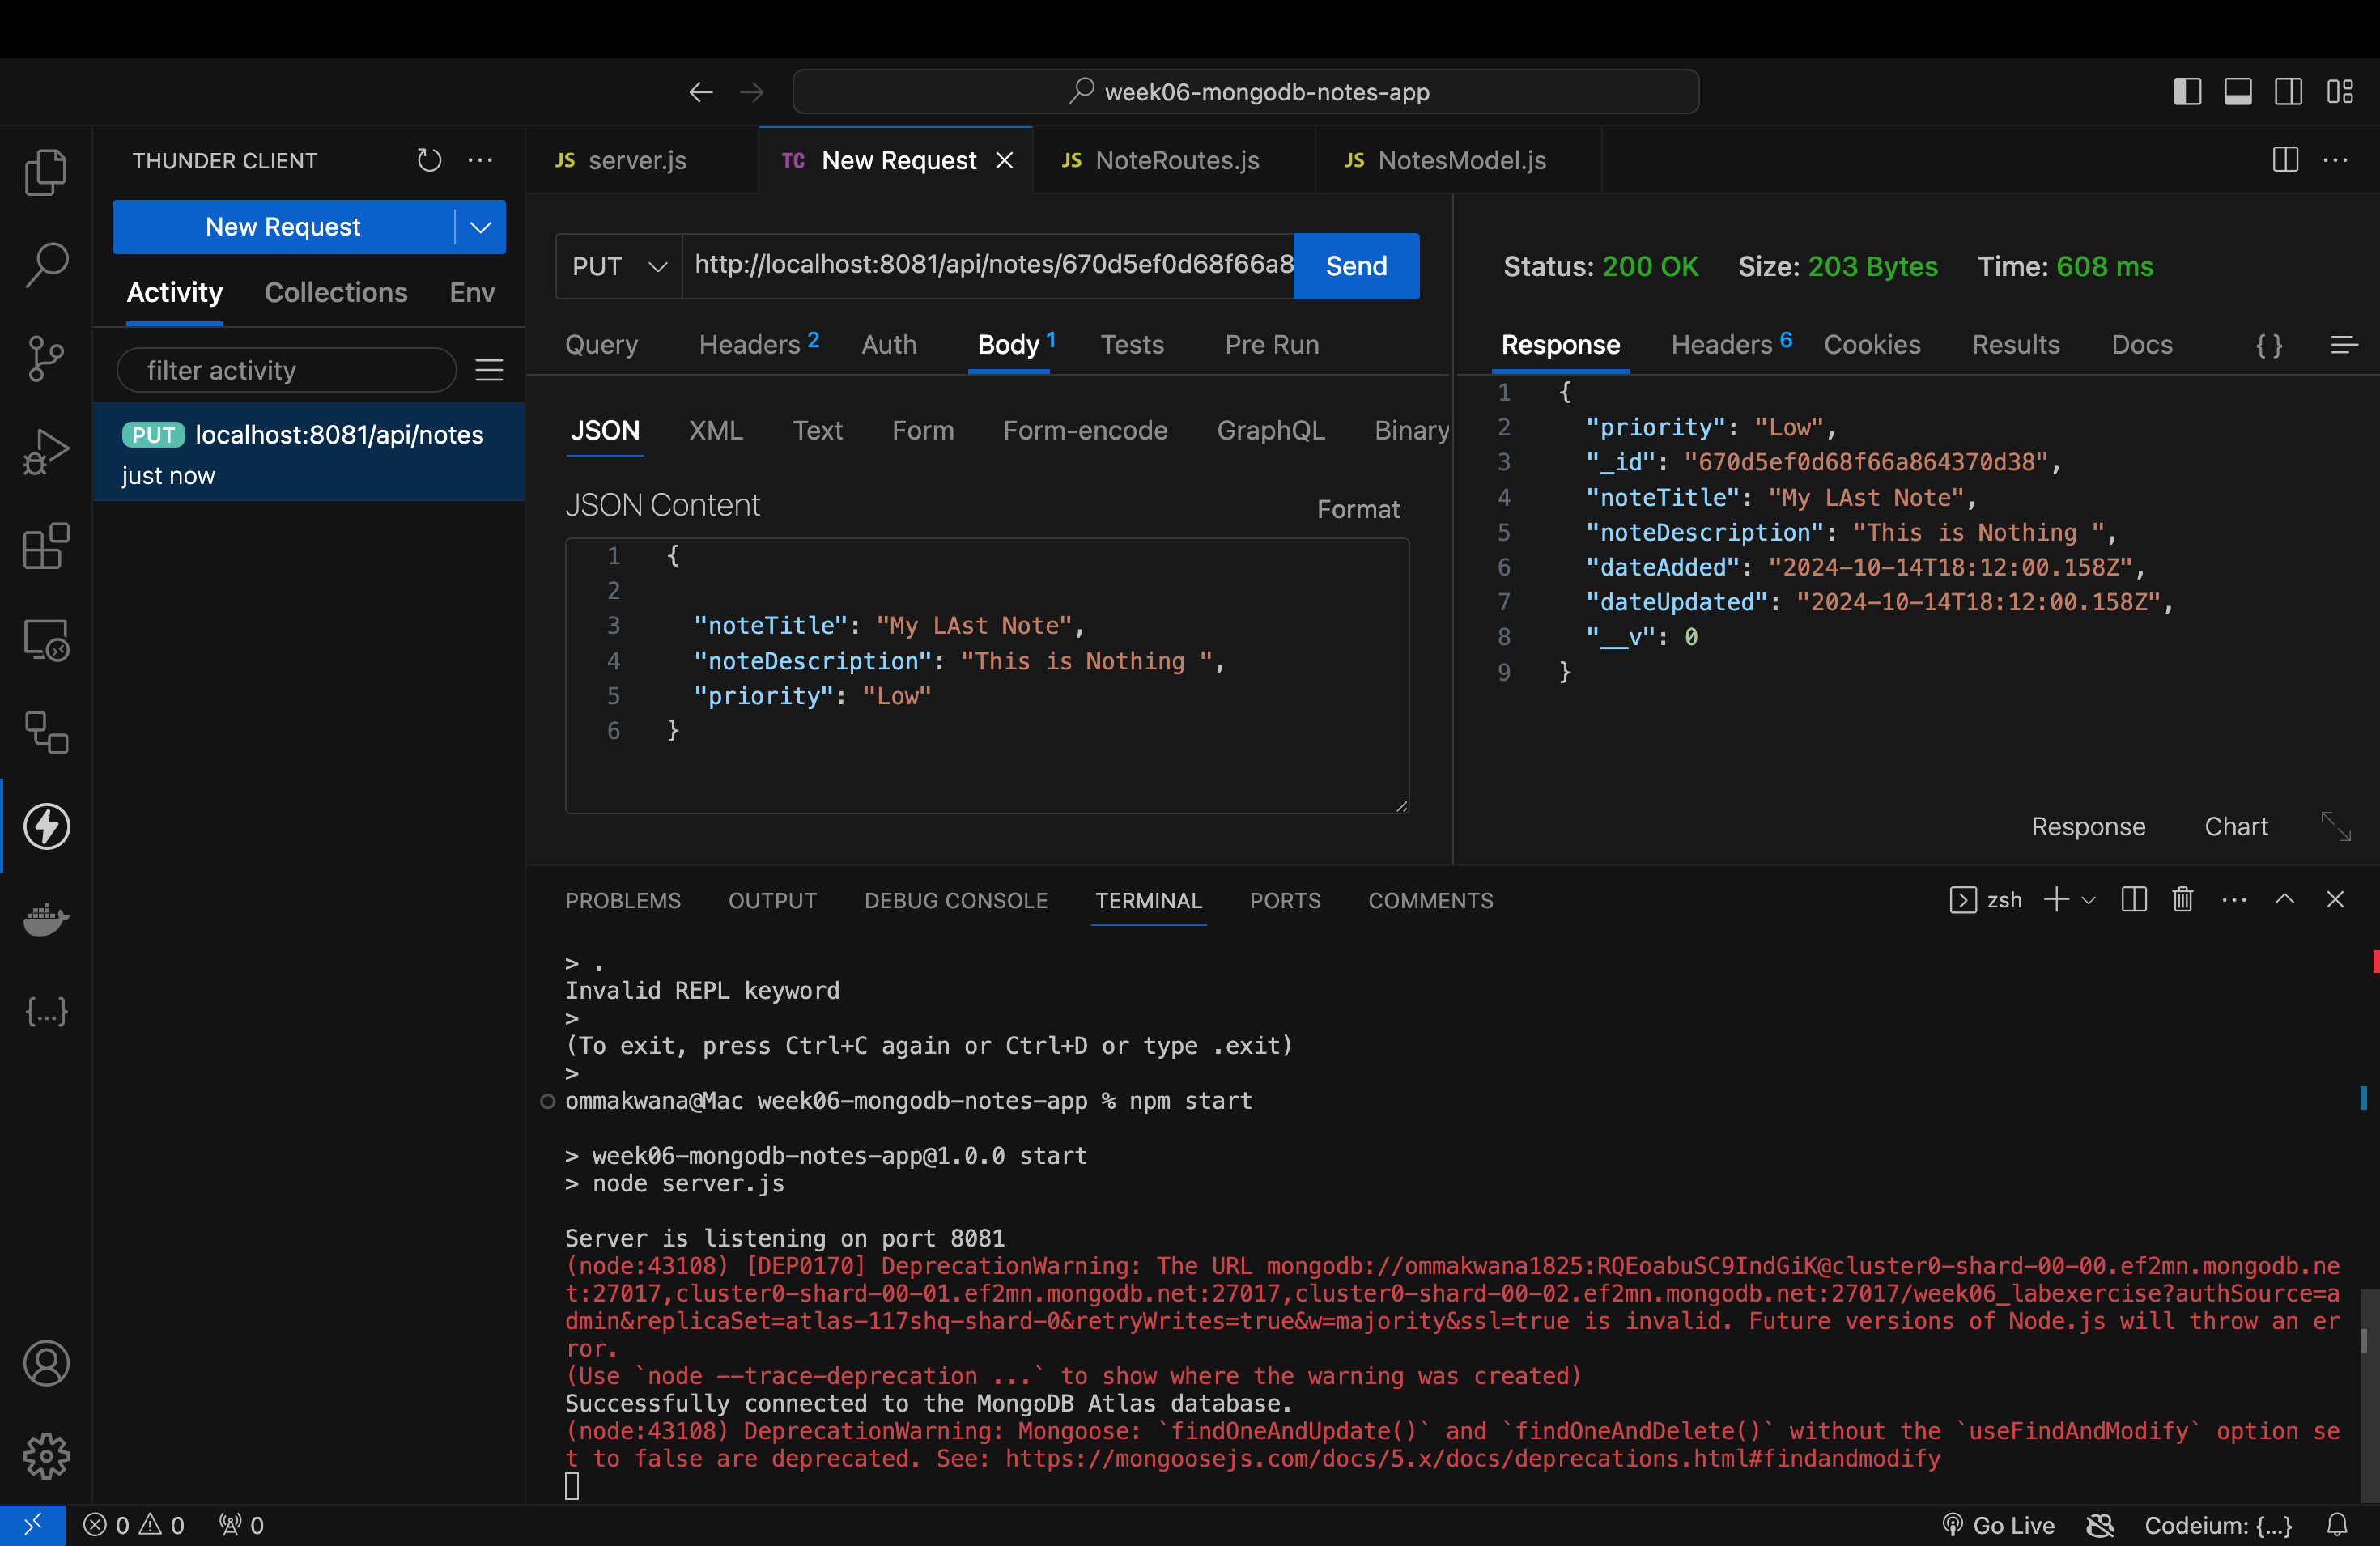 week06-mongodb-notes-app
THUNDER CLIENT
New Request
Activity Collections Env
filter activity
PUT localhost:8081/api/notes
just now
JS server.js
TC New Request
JS NoteRoutes.js
JS NotesModel.js
PUT http://localhost:8081/api/notes/670d5ef0d68f66a8 Send
Query Headers 2 Auth Body 1 Tests Pre Run
JSON XML Text Form Form-encode GraphQL Binary
JSON Content Format
1 {
2
3 "noteTitle": "My LAst Note",
4 "noteDescription": "This is Nothing ",
5 "priority": "Low"
6 }
Status: 200 OK Size: 203 Bytes Time: 608 ms
Response Headers 6 Cookies Results Docs { }
1 {
2 "priority": "Low",
3 "_id": "670d5ef0d68f66a864370d38",
4 "noteTitle": "My LAst Note",
5 "noteDescription": "This is Nothing ",
6 "dateAdded": "2024-10-14T18:12:00.158Z",
7 "dateUpdated": "2024-10-14T18:12:00.158Z",
8 "__v": 0
9 }
Response Chart
PROBLEMS OUTPUT DEBUG CONSOLE TERMINAL PORTS COMMENTS
zsh
> .
Invalid REPL keyword
>
(To exit, press Ctrl+C again or Ctrl+D or type .exit)
>
ommakwana@Mac week06-mongodb-notes-app % npm start
> week06-mongodb-notes-app@1.0.0 start
> node server.js
Server is listening on port 8081
(node:43108) [DEP0170] DeprecationWarning: The URL mongodb://ommakwana1825:RQEoabuSC9IndGiK@cluster0-shard-00-00.ef2mn.mongodb.ne
t:27017,cluster0-shard-00-01.ef2mn.mongodb.net:27017,cluster0-shard-00-02.ef2mn.mongodb.net:27017/week06_labexercise?authSource=a
dmin&replicaSet=atlas-117shq-shard-0&retryWrites=true&w=majority&ssl=true is invalid. Future versions of Node.js will throw an er
ror.
(Use `node --trace-deprecation ...` to show where the warning was created)
Successfully connected to the MongoDB Atlas database.
(node:43108) DeprecationWarning: Mongoose: `findOneAndUpdate()` and `findOneAndDelete()` without the `useFindAndModify` option se
t to false are deprecated. See: https://mongoosejs.com/docs/5.x/docs/deprecations.html#findandmodify
0 0 0
Go Live Codeium: {...}